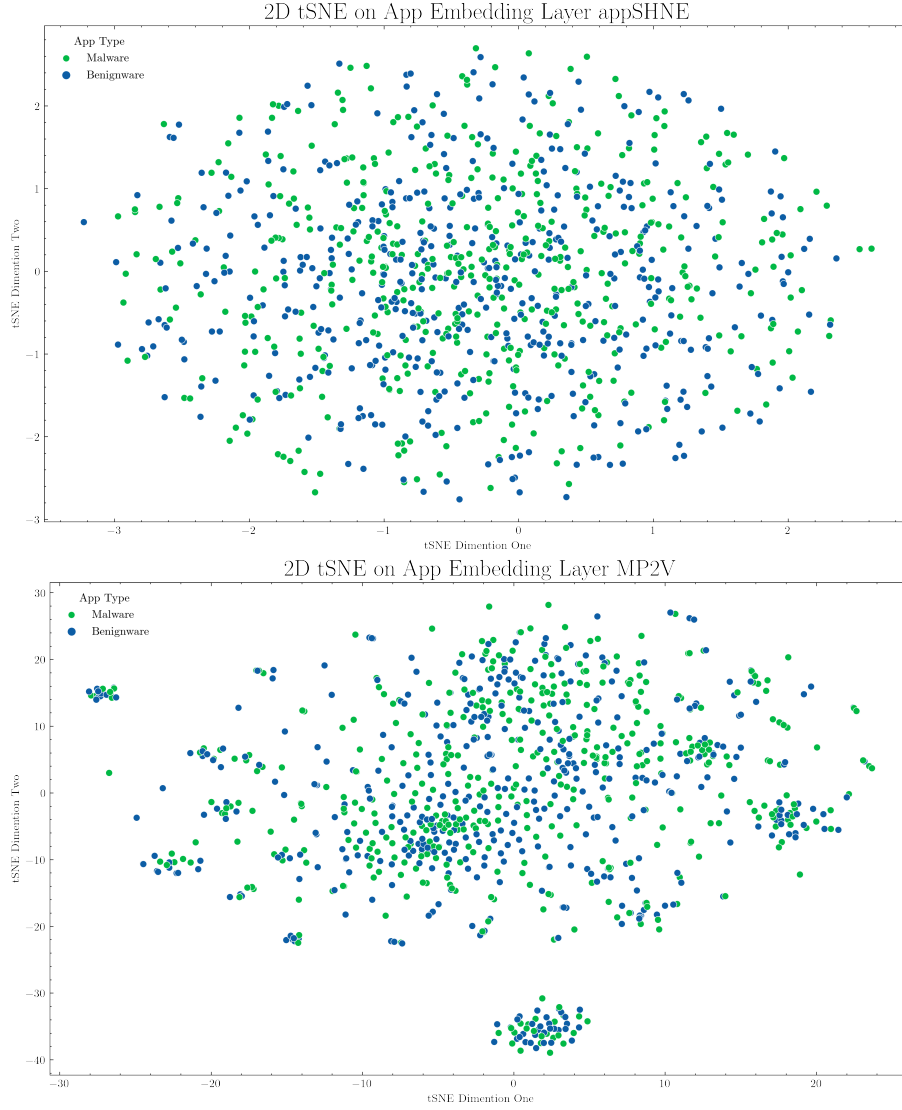 2D tSNE on App Embedding Layer appSHNE
App Type
Malware
Benignware
2
1
0
−1
−2
−3
tSNE Dimention Two
−3 −2 −1 0 1 2
tSNE Dimention One
2D tSNE on App Embedding Layer MP2V
App Type
Malware
Benignware
30
20
10
0
−10
−20
−30
−40
tSNE Dimention Two
−30 −20 −10 0 10 20
tSNE Dimention One